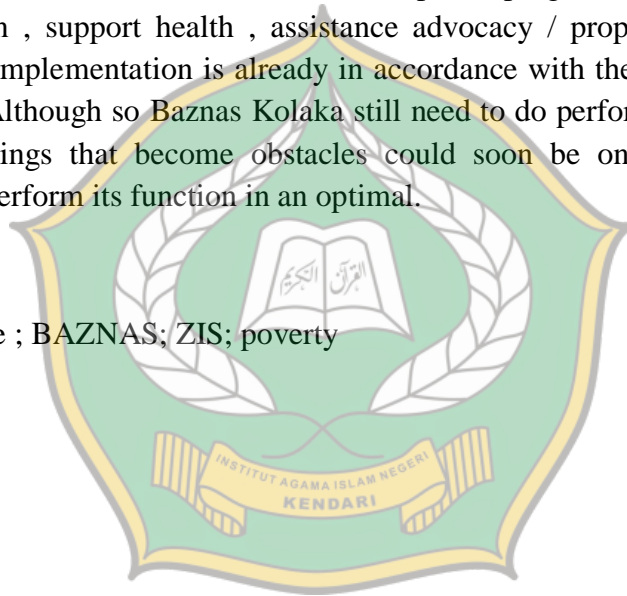 n , support health , assistance advocacy / prop
mplementation is already in accordance with the
Although so Baznas Kolaka still need to do perfor
ings that become obstacles could soon be on
erform its function in an optimal.
القرآن الكريم
e ; BAZNAS; ZIS; poverty
INSTITUT AGAMA ISLAM NEGERI
KENDARI